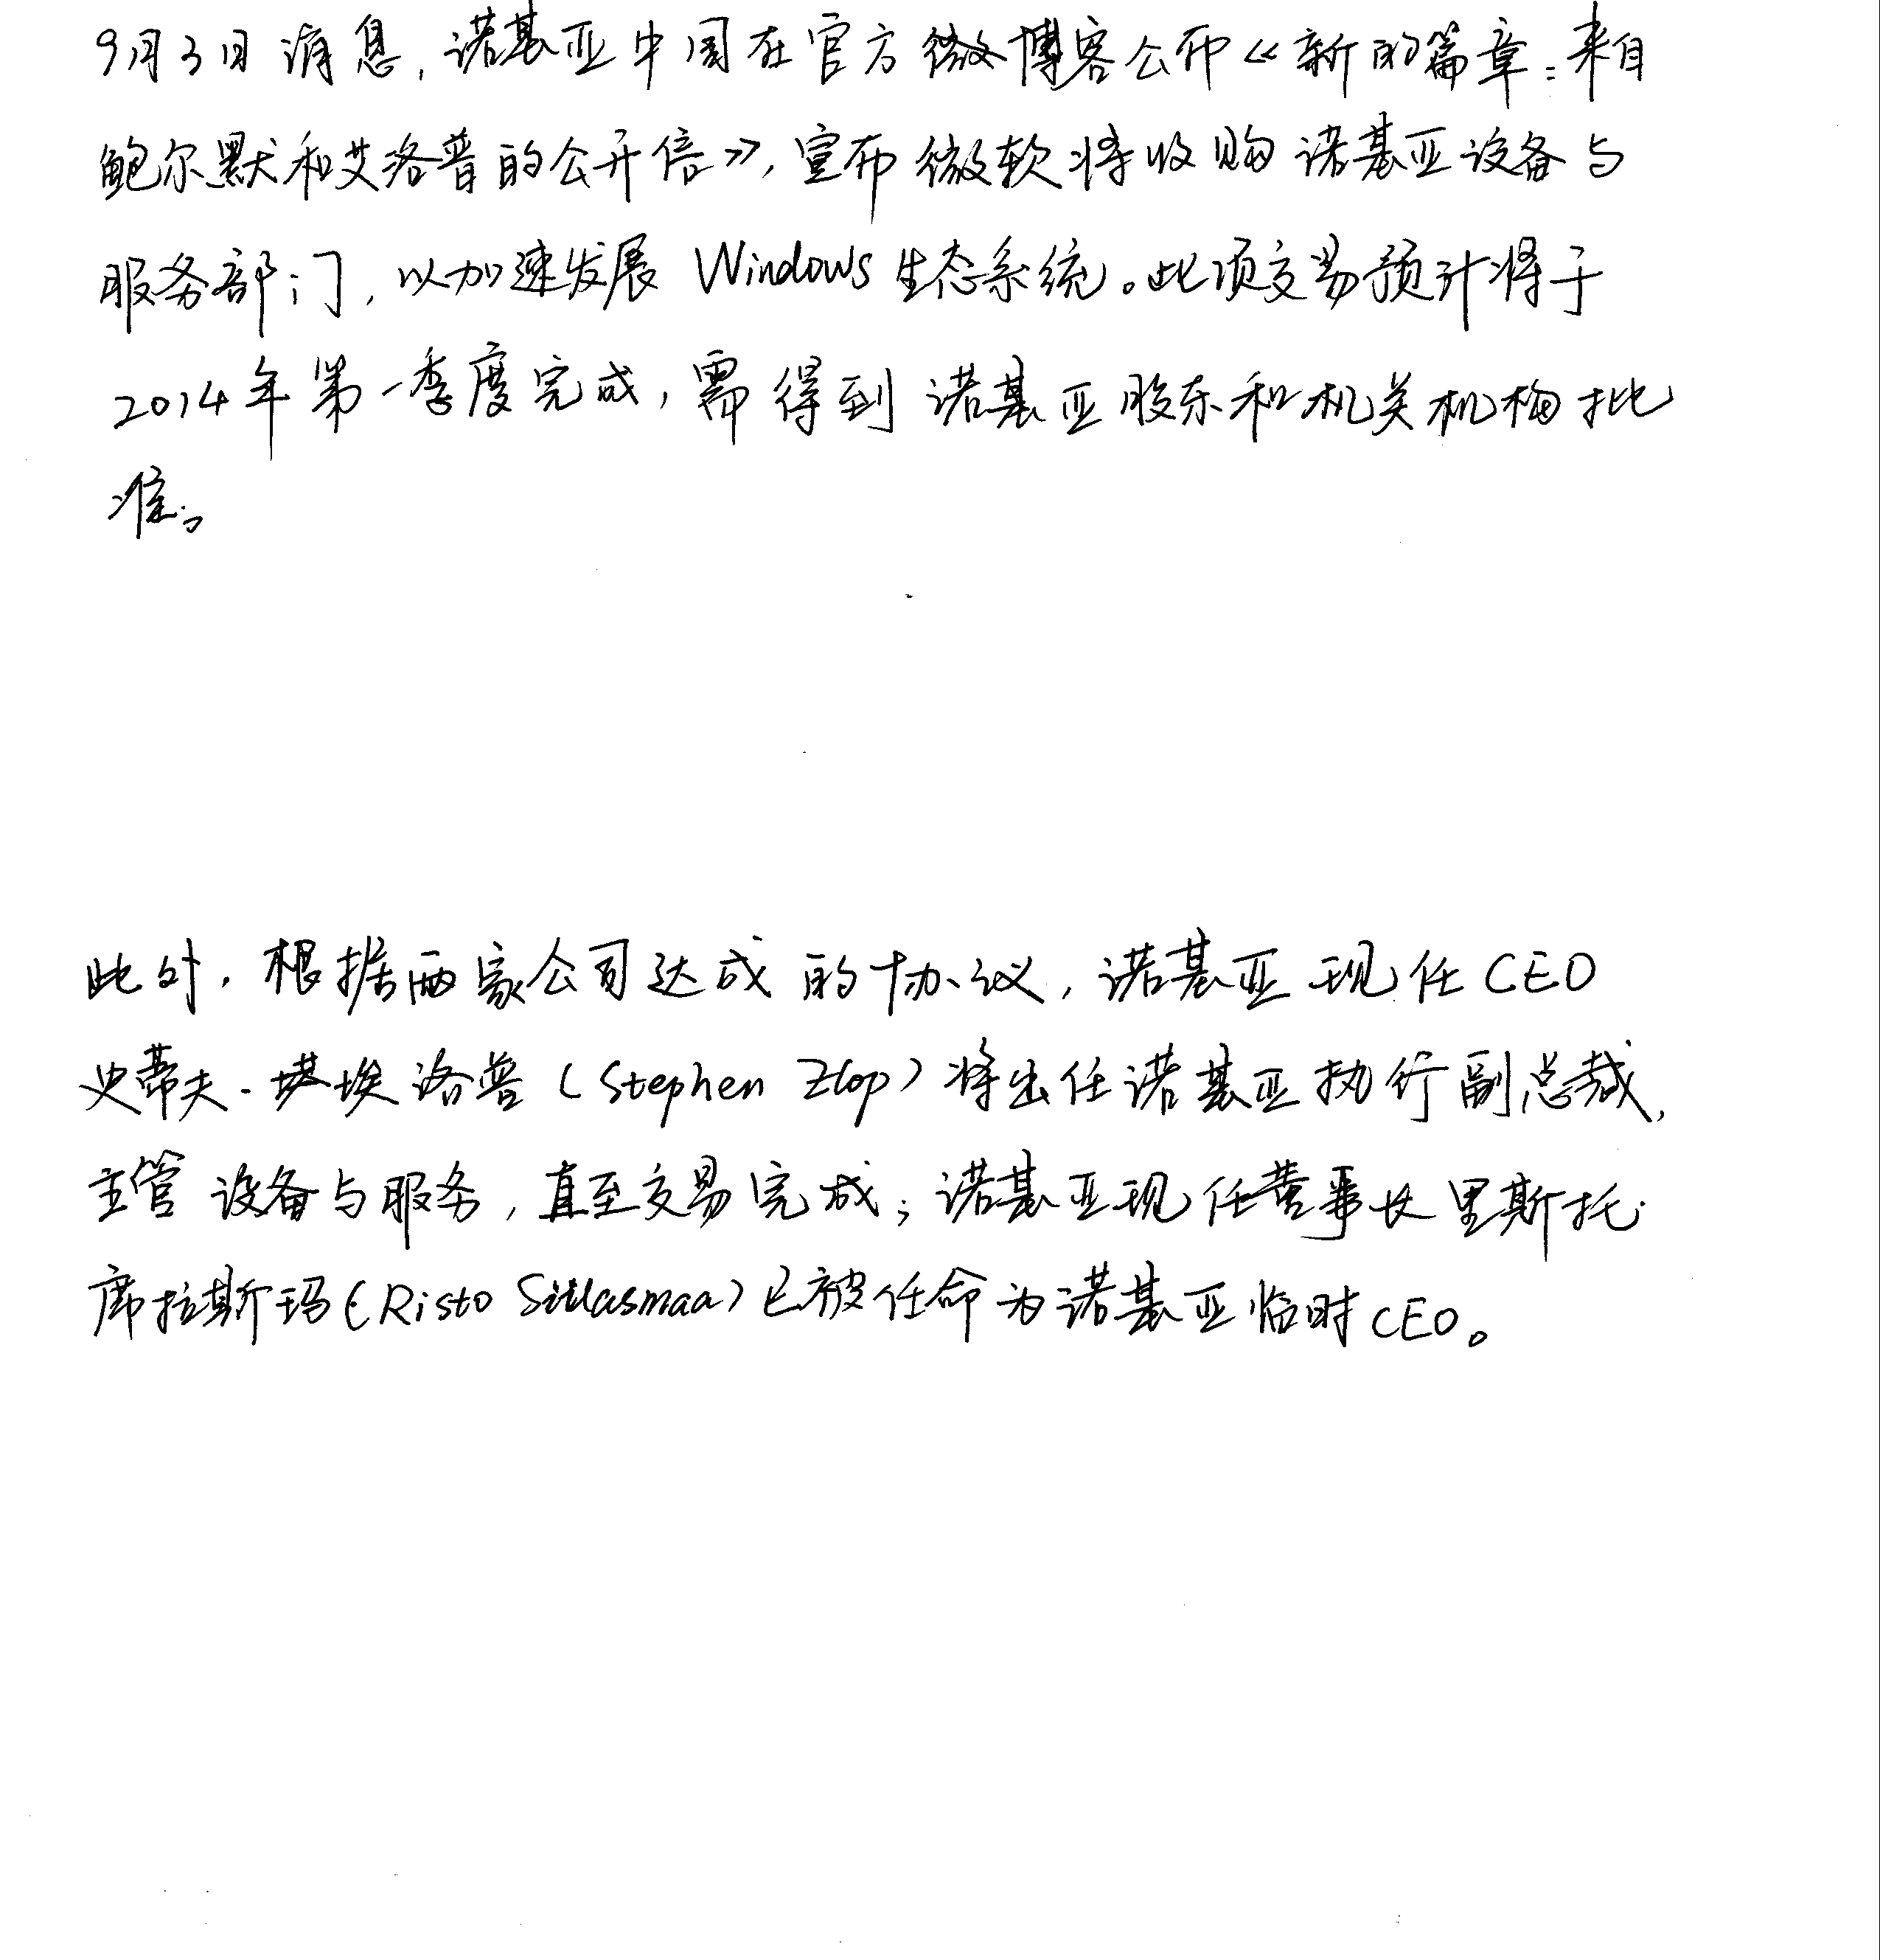 9月3日消息,诺基亚中国在官方微博客公布《新的篇章:来自
鲍尔默和艾洛普的公开信》,宣布微软将收购诺基亚设备与
服务部门,以加速发展Windows生态系统。此项交易预计将于
2014年第一季度完成,需得到诺基亚股东和机关机构批
准。
此外,根据两家公司达成的协议,诺基亚现任CEO
史蒂夫·埃洛普(Stephen Zlop)将出任诺基亚执行副总裁,
主管设备与服务,直至交易完成;诺基亚现任董事长里斯托·
席拉斯玛(Risto Siilasmaa)已被任命为诺基亚临时CEO。